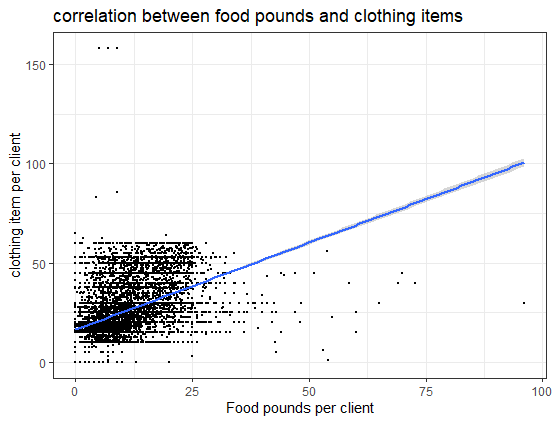 correlation between food pounds and clothing items
150
100
50
0
clothing item per client
0 25 50 75 100
Food pounds per client